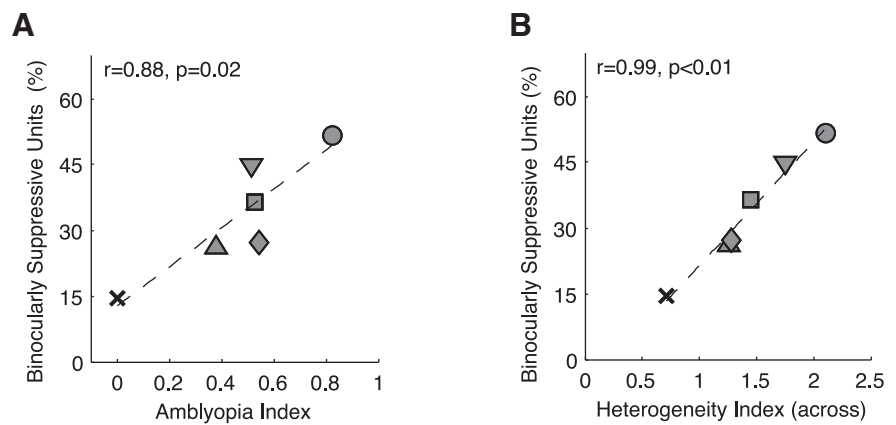 A
r=0.88, p=0.02
Binocularly Suppressive Units (%)
60
45
30
15
0
0 0.2 0.4 0.6 0.8 1
Amblyopia Index
B
r=0.99, p<0.01
Binocularly Suppressive Units (%)
60
45
30
15
0
0 0.5 1 1.5 2 2.5
Heterogeneity Index (across)